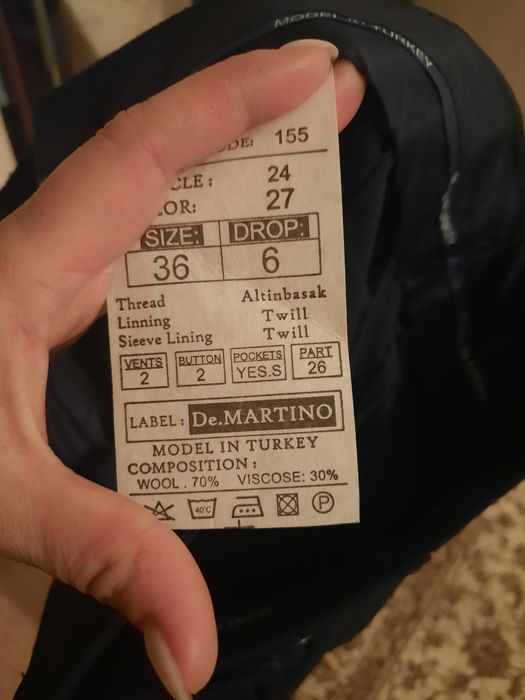 MODEL IN TURKEY
DE: 155
CLE: 24
OR: 27
SIZE: DROP:
36 6
Thread Altinbasak
Linning Twill
Sieeve Lining Twill
VENTS BUTTON POCKETS PART
2 2 YES.S 26
LABEL: De.MARTINO
MODEL IN TURKEY
COMPOSITION:
WOOL . 70% VISCOSE: 30%
40°C P